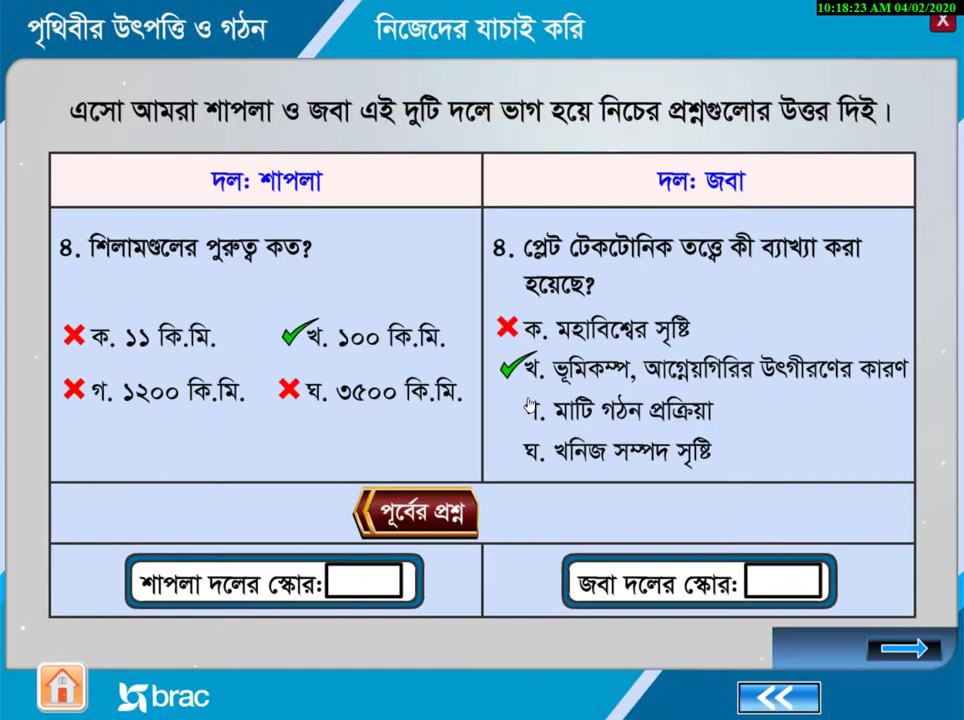 10:18:23 AM 04/02/2020
পৃথিবীর উৎপত্তি ও গঠন
নিজেদের যাচাই করি
X
এসো আমরা শাপলা ও জবা এই দুটি দলে ভাগ হয়ে নিচের প্রশ্নগুলোর উত্তর দিই।
দল: শাপলা
দল: জবা
৪. শিলামণ্ডলের পুরুত্ব কত?
ক. ১১ কি.মি.
খ. ১০০ কি.মি.
গ. ১২০০ কি.মি.
ঘ. ৩৫০০ কি.মি.
৪. প্লেট টেকটোনিক তত্ত্বে কী ব্যাখ্যা করা
হয়েছে?
ক. মহাবিশ্বের সৃষ্টি
খ. ভূমিকম্প, আগ্নেয়গিরির উৎগীরণের কারণ
গ. মাটি গঠন প্রক্রিয়া
ঘ. খনিজ সম্পদ সৃষ্টি
পূর্বের প্রশ্ন
শাপলা দলের স্কোর:
জবা দলের স্কোর:
brac